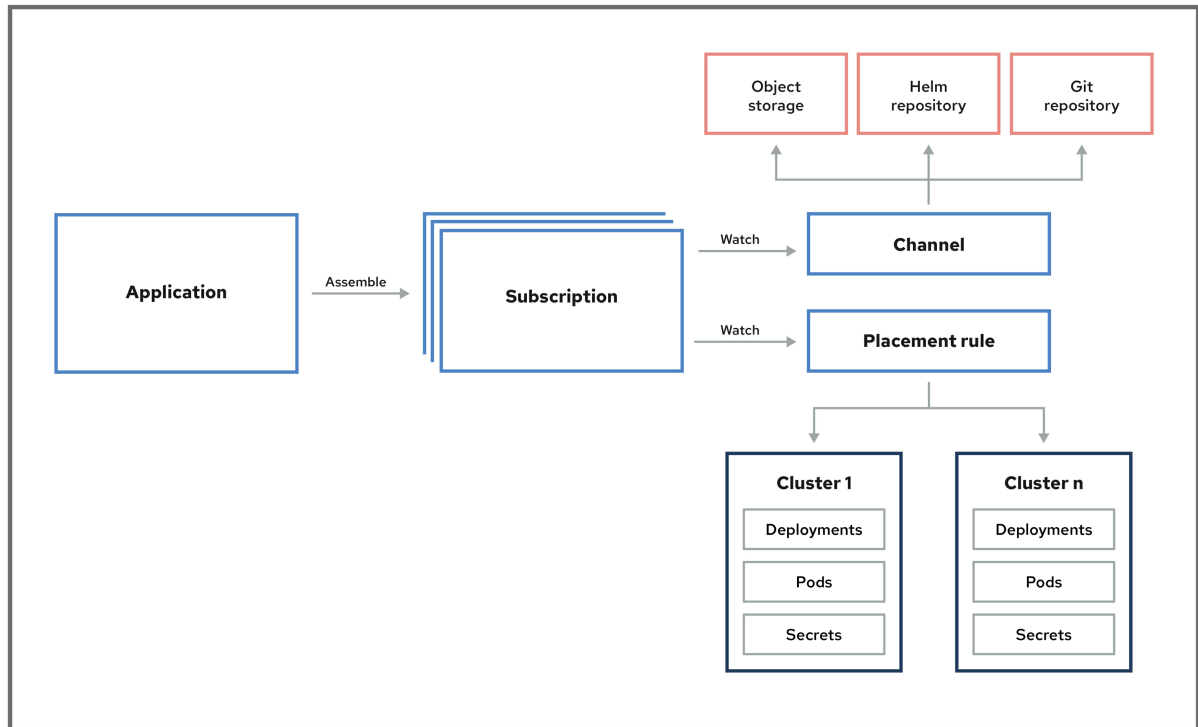 Object
storage
Helm
repository
Git
repository
Application
Assemble
Subscription
Watch
Channel
Watch
Placement rule
Cluster 1
Deployments
Pods
Secrets
Cluster n
Deployments
Pods
Secrets